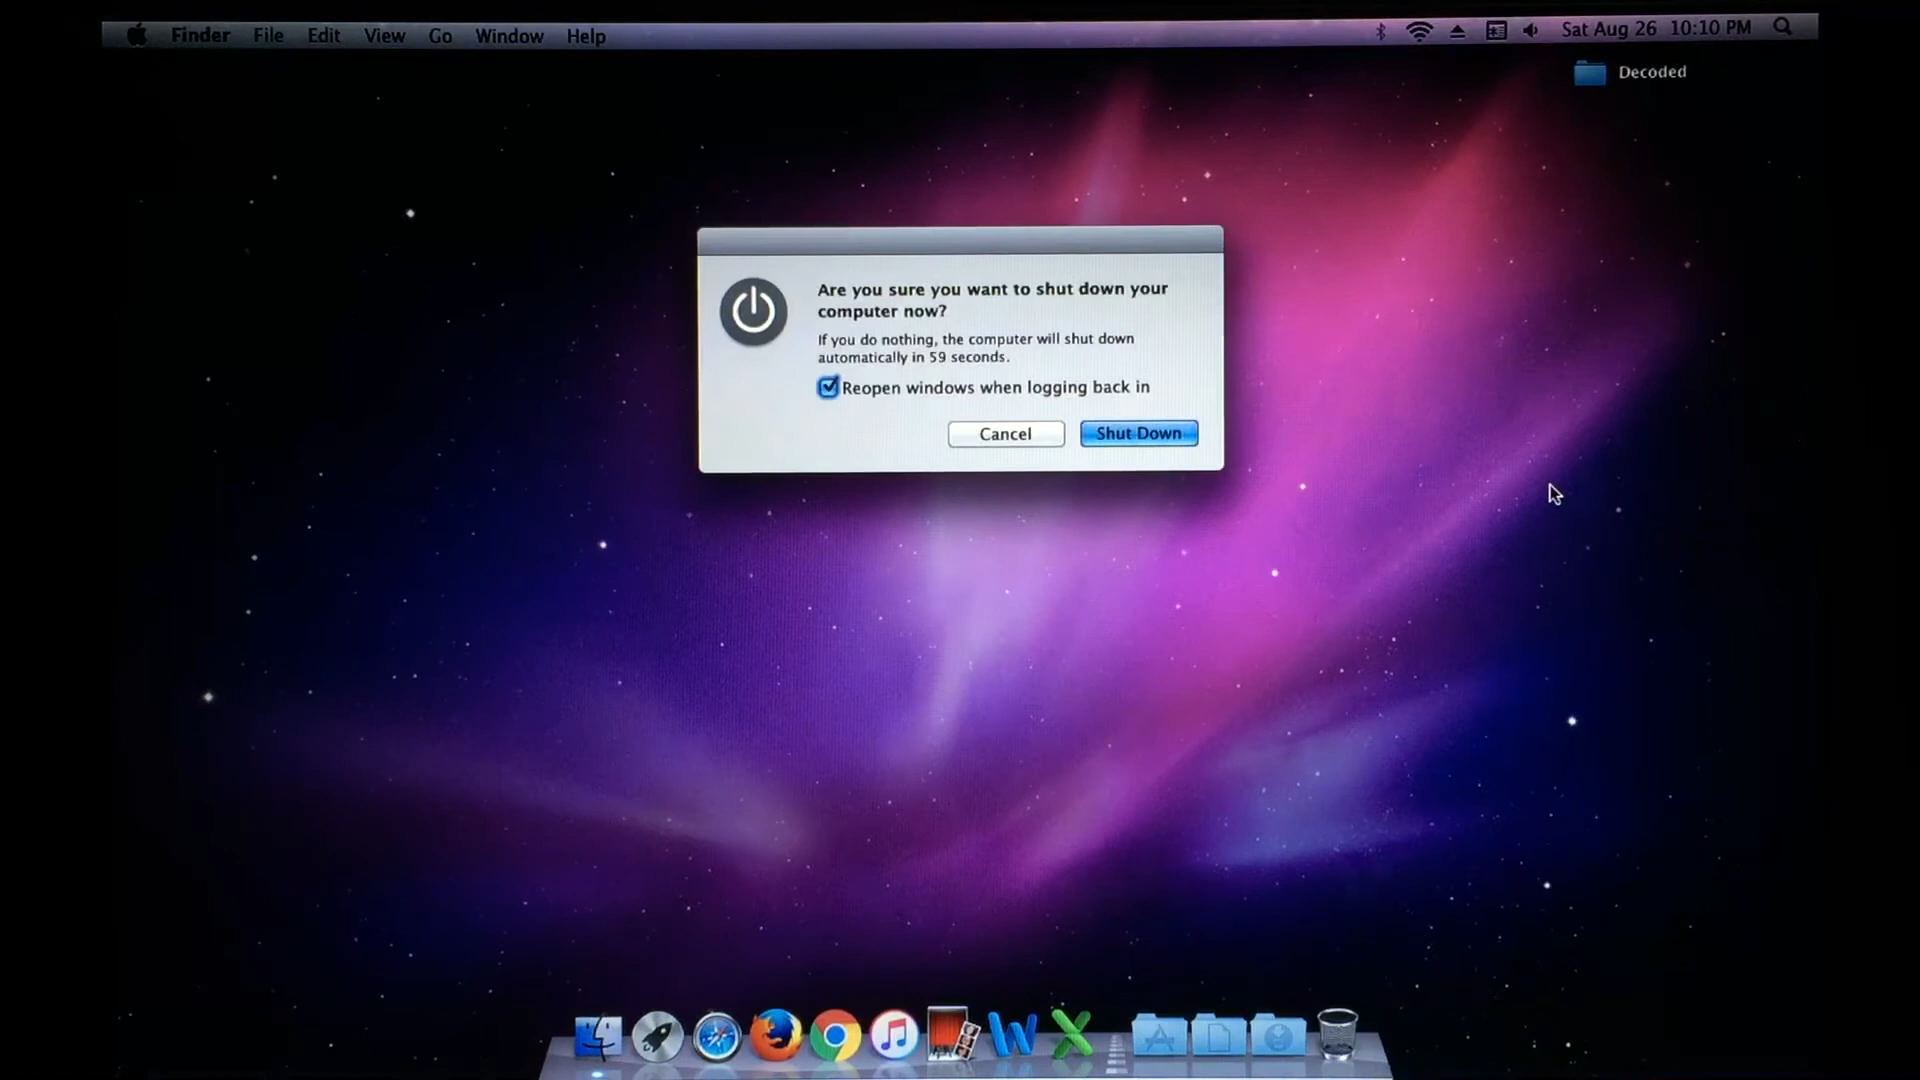 Finder File Edit View Go Window Help
Sat Aug 26 10:10 PM
Decoded
Are you sure you want to shut down your
computer now?
If you do nothing, the computer will shut down
automatically in 59 seconds.
Reopen windows when logging back in
Cancel
Shut Down